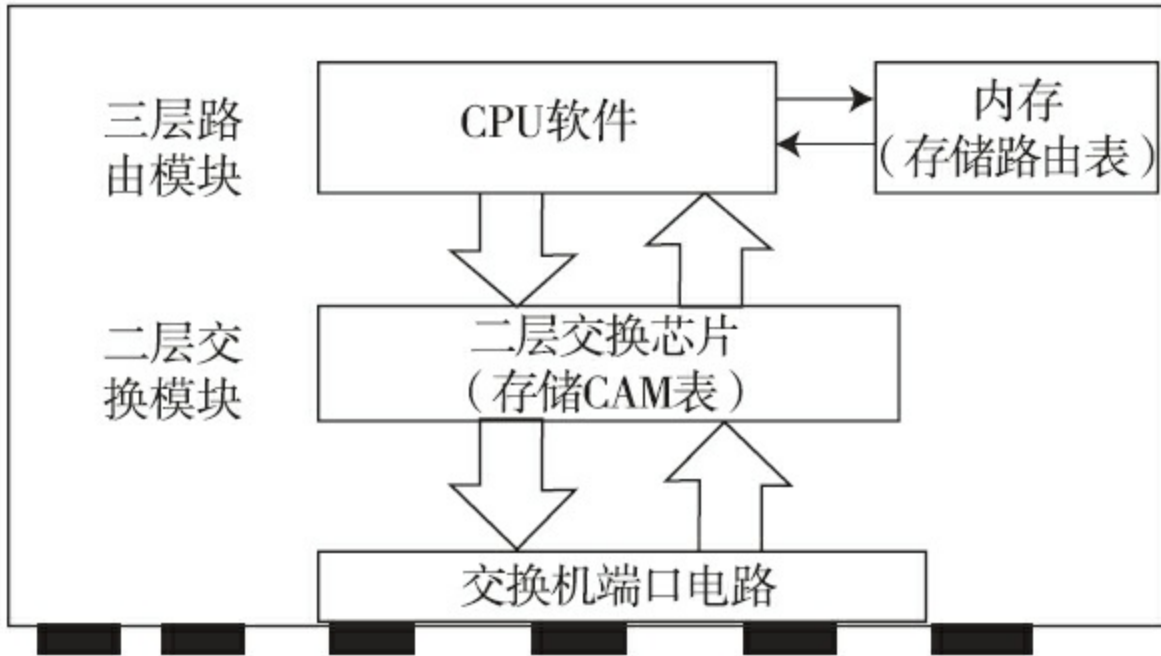 三层路
由模块
CPU软件
内存
（存储路由表）
二层交
换模块
二层交换芯片
（存储CAM表）
交换机端口电路